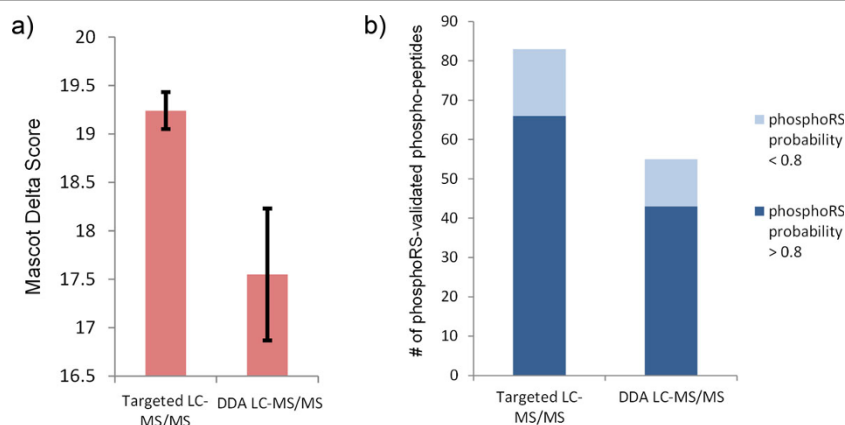 a)
Mascot Delta Score
20
19.5
19
18.5
18
17.5
17
16.5
Targeted LC-
MS/MS
DDA LC-MS/MS
b)
# of phosphoRS-validated phospho-peptides
90
80
70
60
50
40
30
20
10
0
Targeted LC-
MS/MS
DDA LC-MS/MS
phosphoRS
probability
< 0.8
phosphoRS
probability
> 0.8